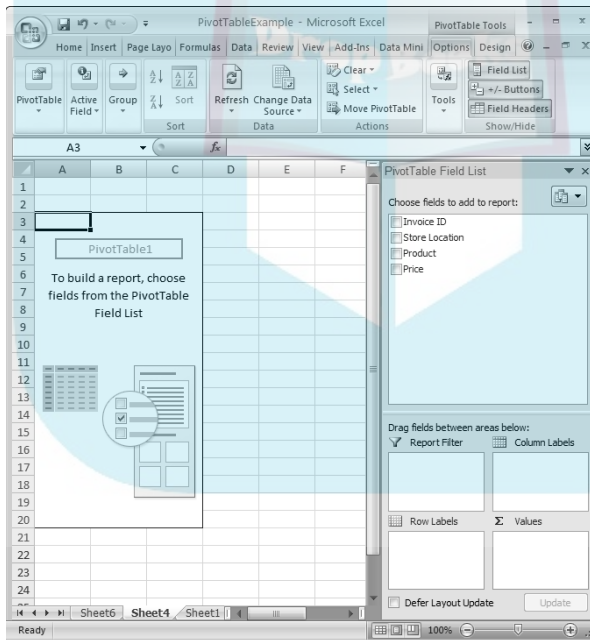 PivotTableExample - Microsoft Excel
PivotTable Tools
Home Insert Page Layo Formulas Data Review View Add-Ins Data Mini Options Design
PivotTable
Active Field
Group
Sort
Sort
Refresh
Change Data Source
Data
Clear
Select
Move PivotTable
Actions
Tools
Field List
+/- Buttons
Field Headers
Show/Hide
A3
fx
A B C D E F
1
2
3
4
5
6
7
8
9
10
11
12
13
14
15
16
17
18
19
20
21
22
23
24
PivotTable1
To build a report, choose
fields from the PivotTable
Field List
PivotTable Field List
Choose fields to add to report:
Invoice ID
Store Location
Product
Price
Drag fields between areas below:
Report Filter
Column Labels
Row Labels
Σ Values
Defer Layout Update
Update
Sheet6 Sheet4 Sheet1
Ready
100%